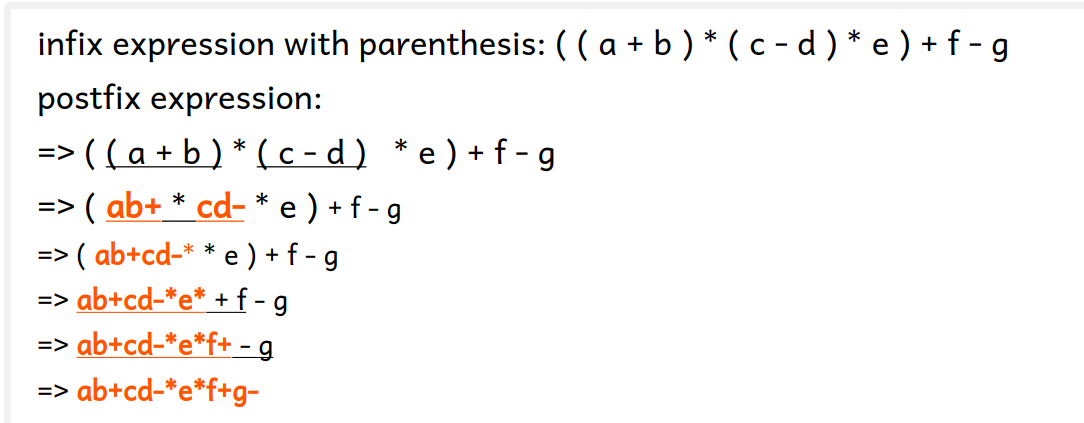 infix expression with parenthesis: ( ( a + b ) * ( c - d ) * e ) + f - g
postfix expression:
=> ( ( a + b ) * ( c - d ) * e ) + f - g
=> ( ab+ * cd- * e ) + f - g
=> ( ab+cd-* * e ) + f - g
=> ab+cd-*e* + f - g
=> ab+cd-*e*f+ - g
=> ab+cd-*e*f+g-